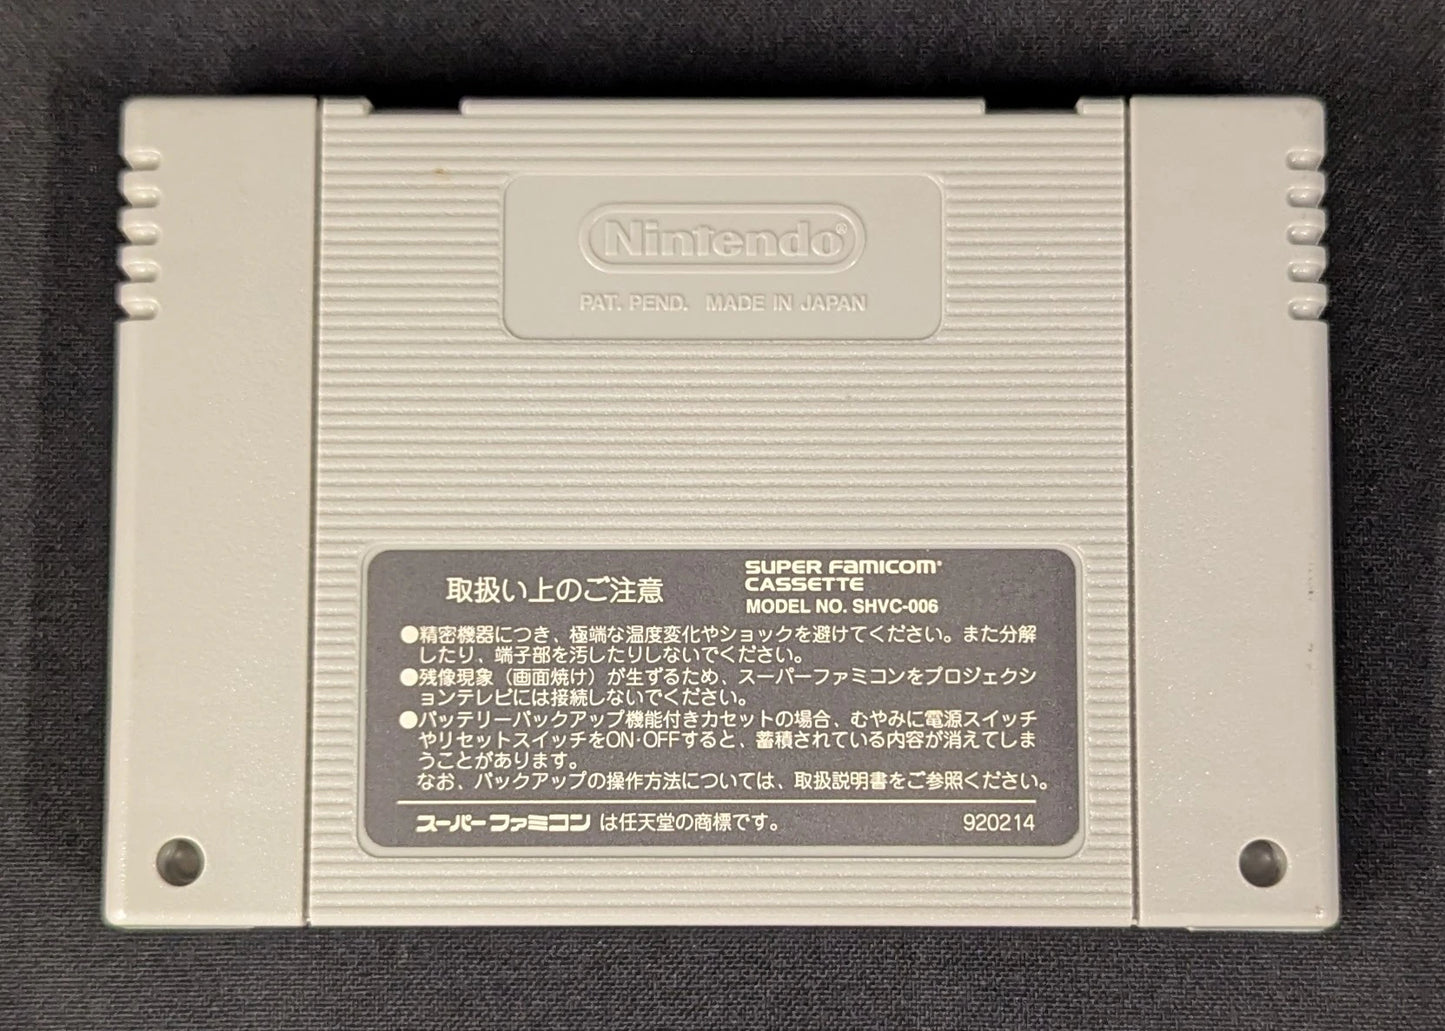 Nintendo®
PAT. PEND. MADE IN JAPAN
取扱い上のご注意
SUPER FAMICOM®
CASSETTE
MODEL NO. SHVC-006
●精密機器につき、極端な温度変化やショックを避けてください。また分解
したり、端子部を汚したりしないでください。
●残像現象（画面焼け）が生ずるため、スーパーファミコンをプロジェクシ
ョンテレビには接続しないでください。
●バッテリーバックアップ機能付きカセットの場合、むやみに電源スイッチ
やリセットスイッチをON·OFFすると、蓄積されている内容が消えてしま
うことがあります。
なお、バックアップの操作方法については、取扱説明書をご参照ください。
スーパーファミコン は任天堂の商標です。
920214